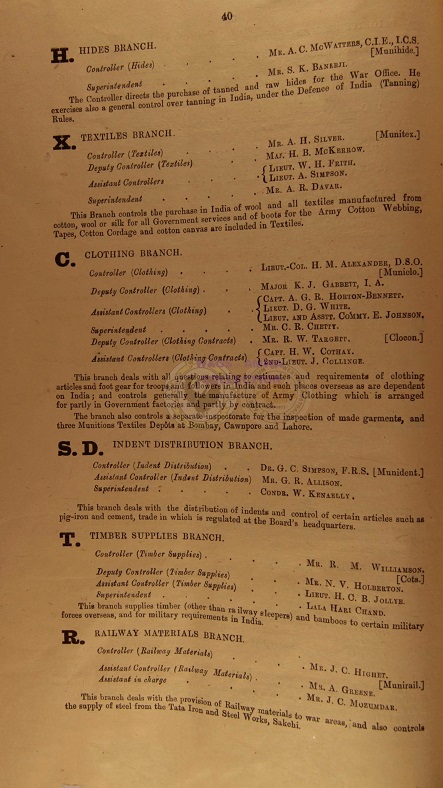 40
H. HIDES BRANCH.
Controller (Hides) . . . . Mr. A. C. McWatters, C.I.E., I.C.S.
[Munihide.]
Superintendent . . . . Mr. S. K. Banerji.
The Controller directs the purchase of tanned and raw hides for the War Office. He
exercises also a general control over tanning in India, under the Defence of India (Tanning)
Rules.
X. TEXTILES BRANCH.
Controller (Textiles) . . . . Mr. A. H. Silver. [Munitex.]
Deputy Controller (Textiles) . . . Maj. H. B. McKerrow.
Assistant Controllers . . . { Lieut. W. H. Frith,
Lieut. A. Simpson.
Superintendent . . . . Mr. A. R. Davar.
This Branch controls the purchase in India of wool and all textiles manufactured from
cotton, wool or silk for all Government services and of boots for the Army Cotton Webbing,
Tapes, Cotton Cordage and cotton canvas are included in Textiles.
C. CLOTHING BRANCH.
Controller (Clothing) . . . . Lieut.-Col. H. M. Alexander, D.S.O.
[Municlo.]
Deputy Controller (Clothing) . . . Major K. J. Gabbett, I. A.
Assistant Controllers (Clothing) . . { Capt. A. G. R. Horton-Bennett.
Lieut. D. G. White.
Lieut. and Asstt. Commy. E. Johnson.
Superintendent . . . . Mr. C. R. Chetty.
Deputy Controller (Clothing Contracts) . Mr. R. W. Targett. [Clocon.]
Assistant Controllers (Clothing Contracts) { Capt. H. W. Cothay.
2nd-Lieut. J. Collinge.
This branch deals with all questions relating to estimates and requirements of clothing
articles and foot gear for troops and followers in India and such places overseas as are dependent
on India; and controls generally the manufacture of Army Clothing which is arranged
for partly in Government factories and partly by contract.
The branch also controls a separate inspectorate for the inspection of made garments, and
three Munitions Textiles Depôts at Bombay, Cawnpore and Lahore.
S. D. INDENT DISTRIBUTION BRANCH.
Controller (Indent Distribution) . . Dr. G. C. Simpson, F.R.S. [Munident.]
Assistant Controller (Indent Distribution) Mr. G. R. Allison.
Superintendent . . . . Condr. W. Kenablly.
This branch deals with the distribution of indents and control of certain articles such as
pig-iron and cement, trade in which is regulated at the Board's headquarters.
T. TIMBER SUPPLIES BRANCH.
Controller (Timber Supplies) . . . Mr. R. M. Williamson.
[Cots.]
Deputy Controller (Timber Supplies) . . Mr. N. V. Holberton.
Assistant Controller (Timber Supplies) . . Lieut. H. C. B. Jollye.
Superintendent . . . . Lala Hari Chand.
This branch supplies timber (other than railway sleepers) and bamboos to certain military
forces overseas, and for military requirements in India.
R. RAILWAY MATERIALS BRANCH.
Controller (Railway Materials) . . . Mr. J. C. Highet.
[Munirail.]
Assistant Controller (Railway Materials) . . Mr. A. Greene.
Assistant in charge . . . . Mr. J. C. Mozumdar.
This branch deals with the provision of Railway materials to war areas, and also controls
the supply of steel from the Tata Iron and Steel Works, Sakchi.